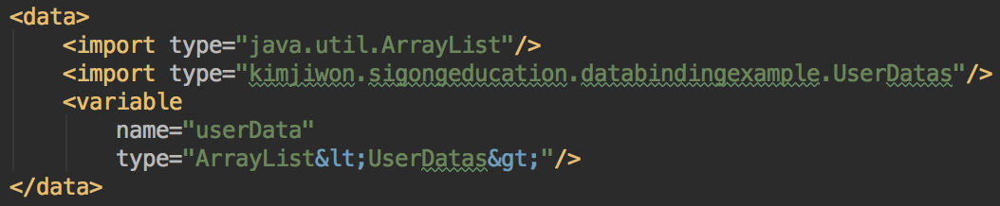 <data>
<import type="java.util.ArrayList"/>
<import type="kimjiwon.sigongeducation.databindingexample.UserDatas"/>
<variable
name="userData"
type="ArrayList&lt;UserDatas&gt;"/>
</data>